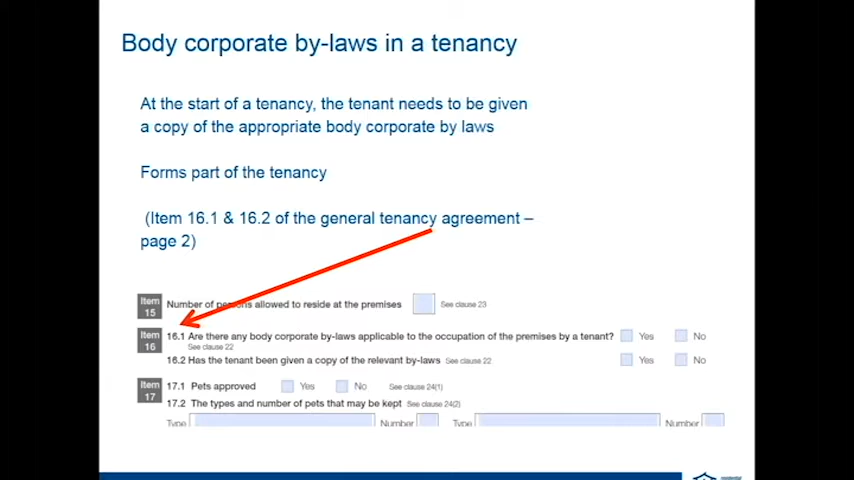 Body corporate by-laws in a tenancy
At the start of a tenancy, the tenant needs to be given
a copy of the appropriate body corporate by laws
Forms part of the tenancy
(Item 16.1 & 16.2 of the general tenancy agreement –
page 2)
Item 15 Number of persons allowed to reside at the premises See clause 23
Item 16 16.1 Are there any body corporate by-laws applicable to the occupation of the premises by a tenant? Yes No
See clause 22
16.2 Has the tenant been given a copy of the relevant by-laws See clause 22 Yes No
Item 17 17.1 Pets approved Yes No See clause 24(1)
17.2 The types and number of pets that may be kept See clause 24(2)
Type Number Type Number